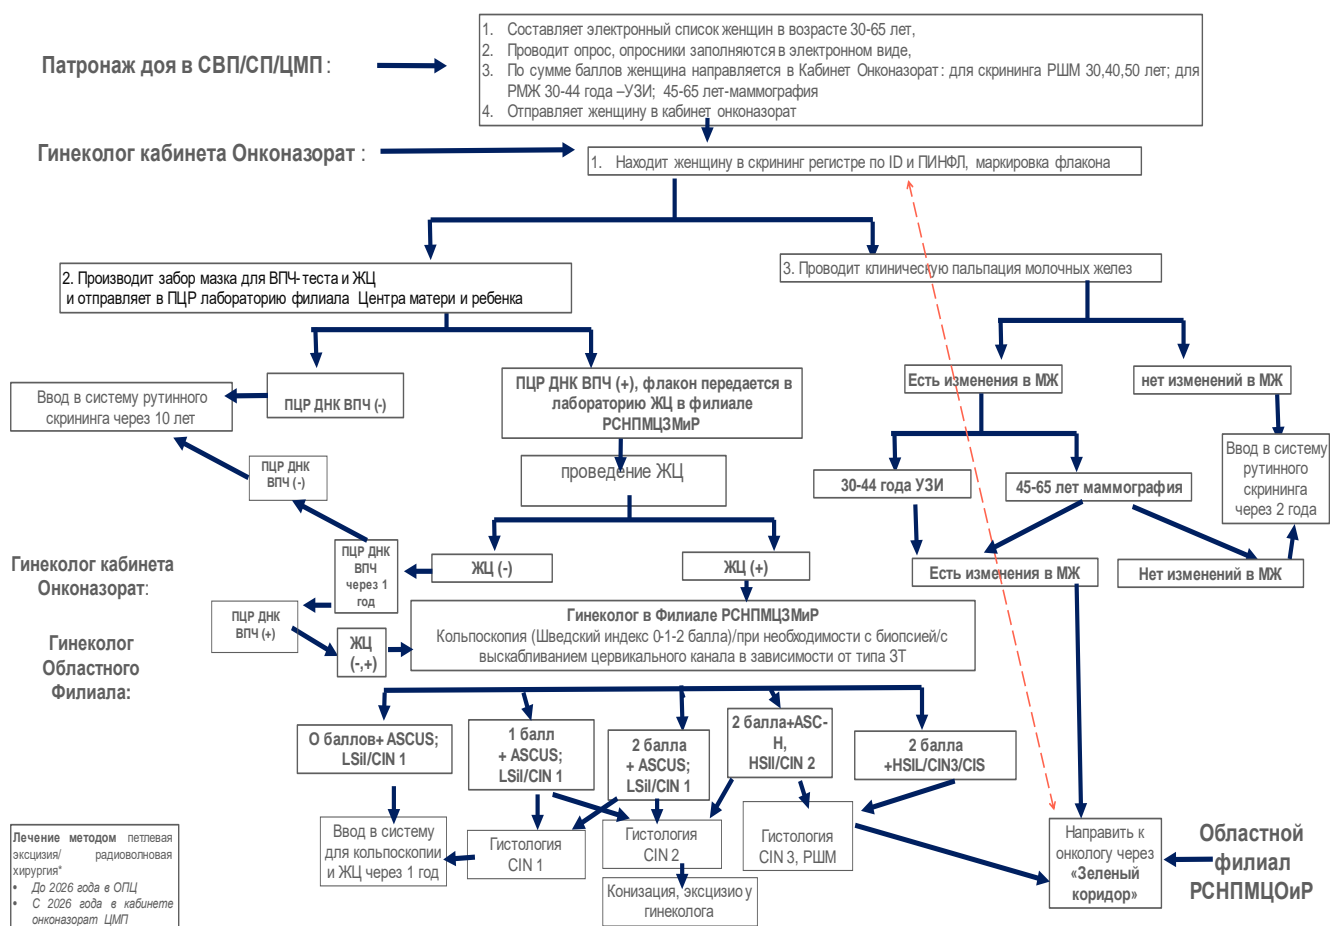 Патронаж доя в СВП/СП/ЦМП :
1. Составляет электронный список женщин в возрасте 30-65 лет,
2. Проводит опрос, опросники заполняются в электронном виде,
3. По сумме баллов женщина направляется в Кабинет Онконазорат: для скрининга РШМ 30,40,50 лет; для
РМЖ 30-44 года –УЗИ; 45-65 лет-маммография
4. Отправляет женщину в кабинет онконазорат
Гинеколог кабинета Онконазорат :
1. Находит женщину в скрининг регистре по ID и ПИНФЛ, маркировка флакона
2. Производит забор мазка для ВПЧ-теста и ЖЦ
и отправляет в ПЦР лабораторию филиала Центра матери и ребенка
3. Проводит клиническую пальпация молочных желез
Ввод в систему рутинного
скрининга через 10 лет
ПЦР ДНК ВПЧ (-)
ПЦР ДНК ВПЧ (+), флакон передается в
лабораторию ЖЦ в филиале
РСНПМЦЗМиР
Есть изменения в МЖ
нет изменений в МЖ
ПЦР ДНК
ВПЧ (-)
проведение ЖЦ
30-44 года УЗИ
45-65 лет маммография
Ввод в систему
рутинного
скрининга
через 2 года
Гинеколог кабинета
Онконазорат:
ПЦР ДНК
ВПЧ
через 1
год
ЖЦ (-)
ЖЦ (+)
Есть изменения в МЖ
Нет изменений в МЖ
ПЦР ДНК
ВПЧ (+)
ЖЦ
(-,+)
Гинеколог в Филиале РСНПМЦЗМиР
Кольпоскопия (Шведский индекс 0-1-2 балла)/при необходимости с биопсией/с
выскабливанием цервикального канала в зависимости от типа ЗТ
Гинеколог
Областного
Филиала:
О баллов+ ASCUS;
LSil/CIN 1
1 балл
+ ASCUS;
LSil/CIN 1
2 балла
+ ASCUS;
LSil/CIN 1
2 балла+ASC-
H,
HSIl/CIN 2
2 балла
+HSIL/CIN3/CIS
Ввод в систему
для кольпоскопии
и ЖЦ через 1 год
Гистология
CIN 1
Гистология
CIN 2
Гистология
CIN 3, РШМ
Конизация, эксцизио у
гинеколога
Направить к
онкологу через
«Зеленый
коридор»
Областной
филиал
РСНПМЦОиР
Лечение методом петлевая
эксцизия/ радиоволновая
хирургия*
• До 2026 года в ОПЦ
• С 2026 года в кабинете
онконазорат ЦМП